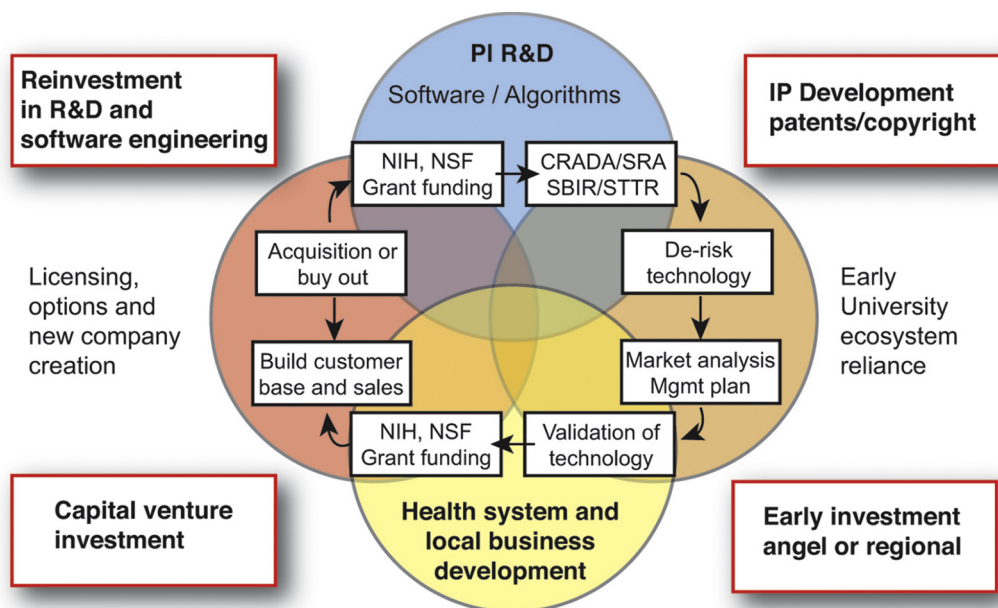 PI R&D
Software / Algorithms
Reinvestment
in R&D and
software engineering
IP Development
patents/copyright
NIH, NSF
Grant funding
CRADA/SRA
SBIR/STTR
Acquisition or
buy out
De-risk
technology
Licensing,
options and
new company
creation
Early
University
ecosystem
reliance
Build customer
base and sales
Market analysis
Mgmt plan
NIH, NSF
Grant funding
Validation of
technology
Capital venture
investment
Health system and
local business
development
Early investment
angel or regional